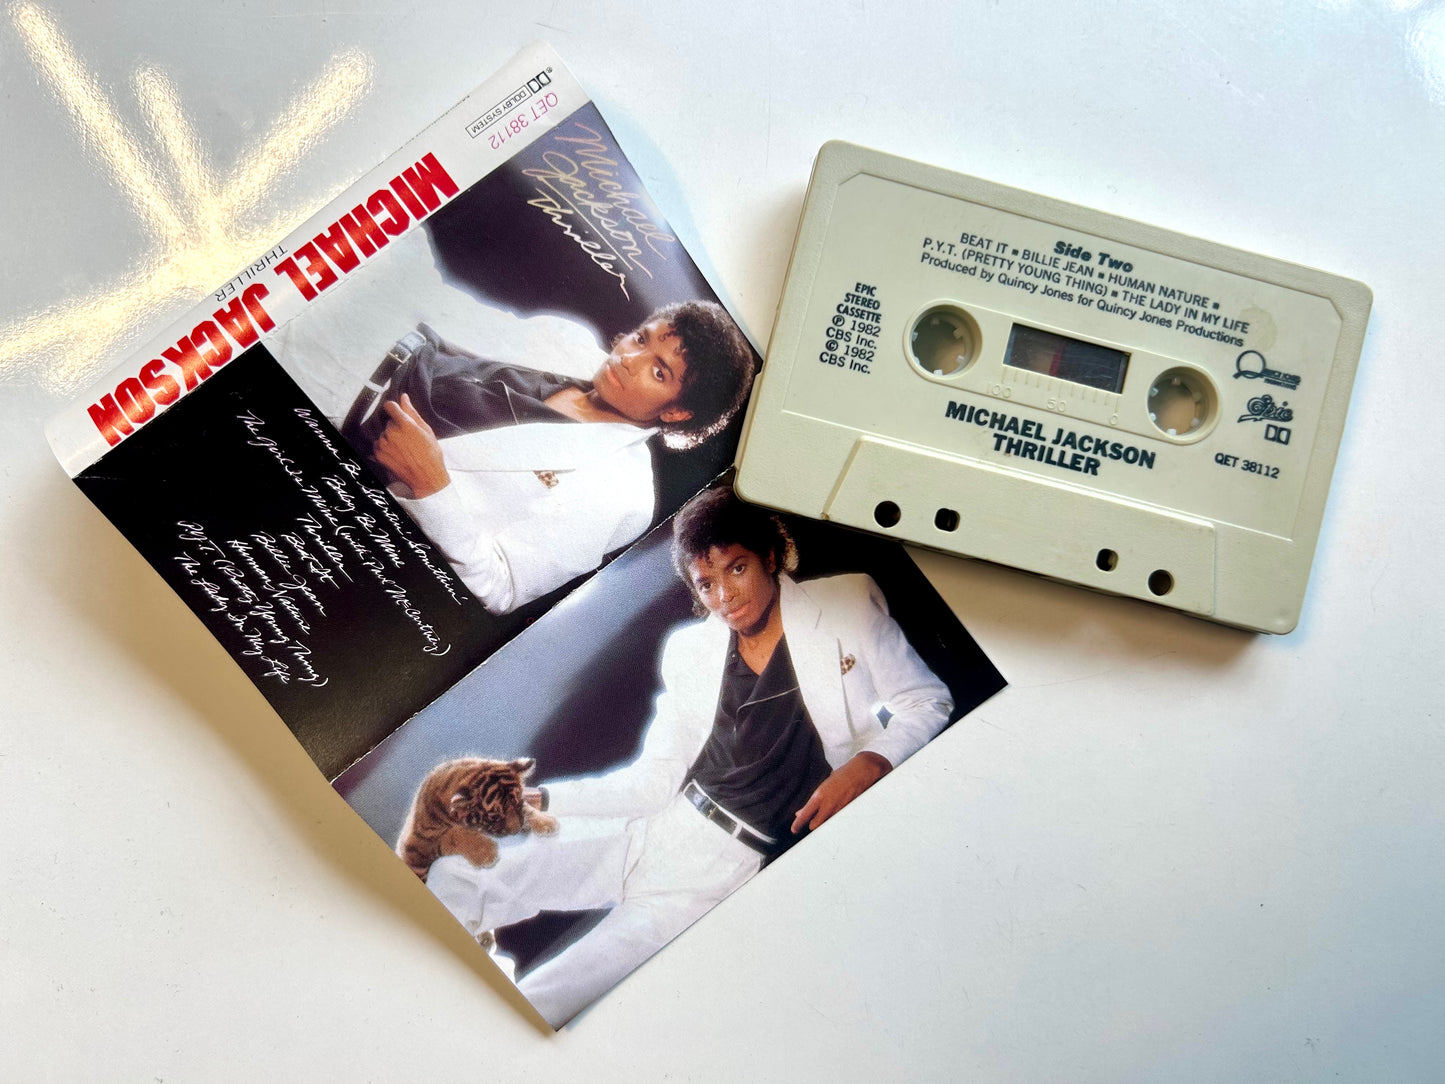 QET 38112
DOLBY SYSTEM®
MICHAEL JACKSON
THRILLER
Michael
Jackson
Thriller
Wanna Be Startin' Somethin'
Baby Be Mine
The Girl Is Mine (with Paul McCartney)
Thriller
Beat It
Billie Jean
Human Nature
P.Y.T. (Pretty Young Thing)
The Lady In My Life
Side Two
BEAT IT ■ BILLIE JEAN ■ HUMAN NATURE ■
P.Y.T. (PRETTY YOUNG THING) ■ THE LADY IN MY LIFE
Produced by Quincy Jones for Quincy Jones Productions
EPIC
STEREO
CASSETTE
℗ 1982
CBS Inc.
© 1982
CBS Inc.
100 50 0
QUINCY JONES
PRODUCTIONS
Epic
MICHAEL JACKSON
THRILLER
QET 38112